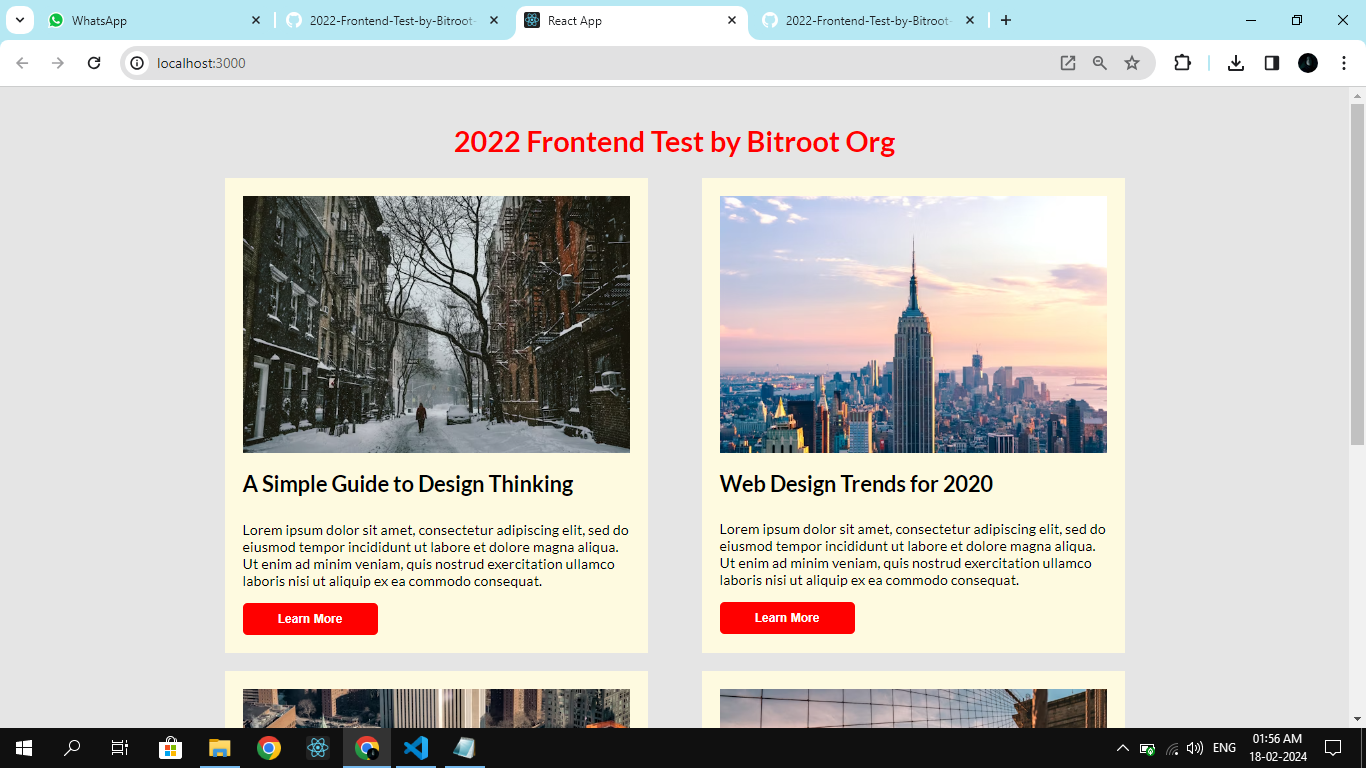 WhatsApp
2022-Frontend-Test-by-Bitroot-
React App
2022-Frontend-Test-by-Bitroot-
localhost:3000
2022 Frontend Test by Bitroot Org
A Simple Guide to Design Thinking
Lorem ipsum dolor sit amet, consectetur adipiscing elit, sed do
eiusmod tempor incididunt ut labore et dolore magna aliqua.
Ut enim ad minim veniam, quis nostrud exercitation ullamco
laboris nisi ut aliquip ex ea commodo consequat.
Learn More
Web Design Trends for 2020
Lorem ipsum dolor sit amet, consectetur adipiscing elit, sed do
eiusmod tempor incididunt ut labore et dolore magna aliqua.
Ut enim ad minim veniam, quis nostrud exercitation ullamco
laboris nisi ut aliquip ex ea commodo consequat.
Learn More
ENG
01:56 AM
18-02-2024